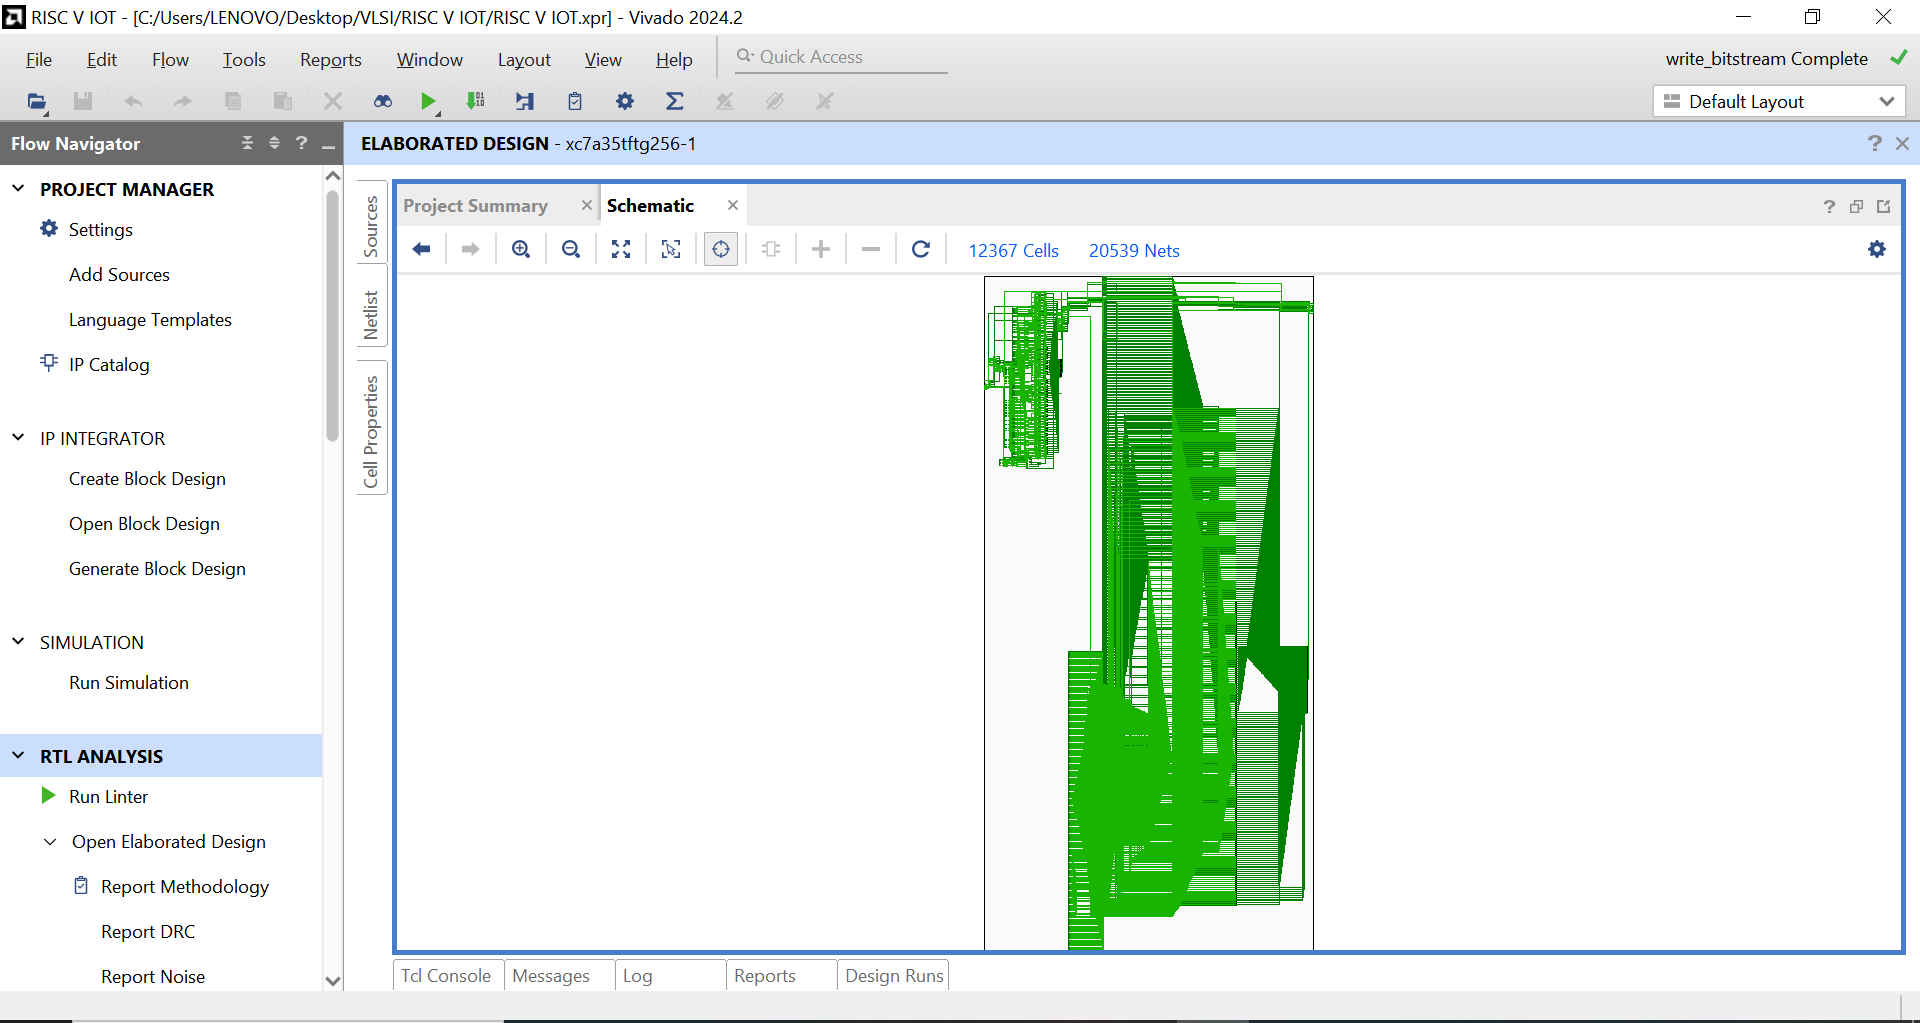 RISC V IOT - [C:/Users/LENOVO/Desktop/VLSI/RISC V IOT/RISC V IOT.xpr] - Vivado 2024.2
File Edit Flow Tools Reports Window Layout View Help Quick Access
write_bitstream Complete
Default Layout
Flow Navigator
ELABORATED DESIGN - xc7a35tftg256-1
PROJECT MANAGER
Settings
Add Sources
Language Templates
IP Catalog
IP INTEGRATOR
Create Block Design
Open Block Design
Generate Block Design
SIMULATION
Run Simulation
RTL ANALYSIS
Run Linter
Open Elaborated Design
Report Methodology
Report DRC
Report Noise
Sources
Netlist
Cell Properties
Project Summary Schematic
12367 Cells 20539 Nets
Tcl Console Messages Log Reports Design Runs